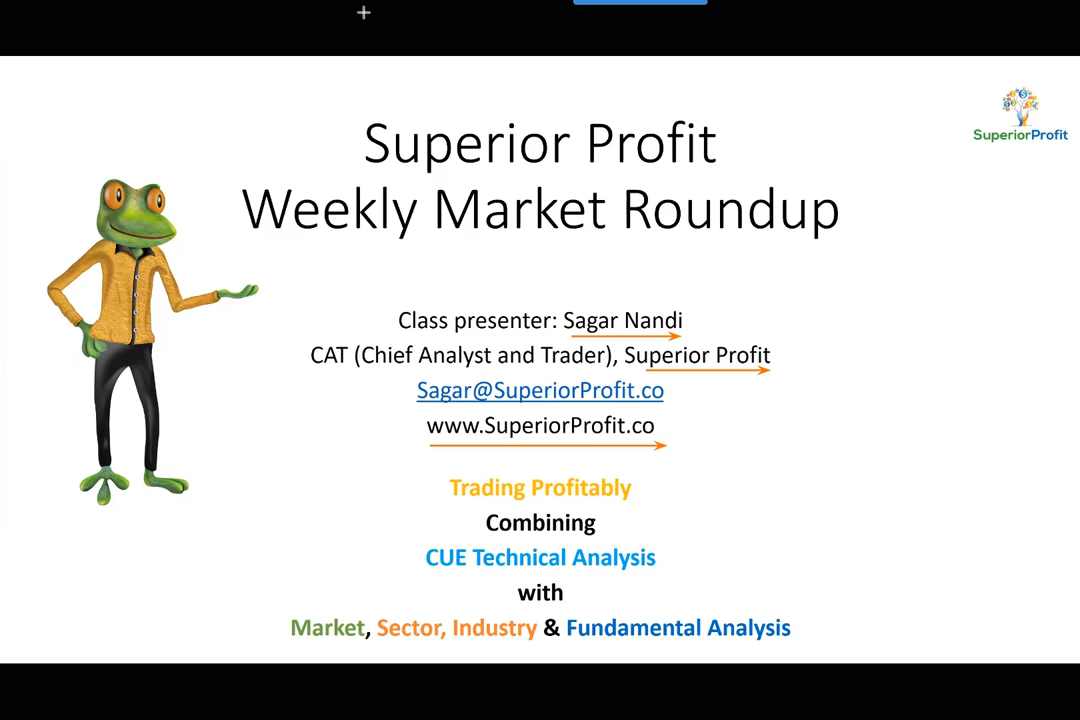 SuperiorProfit
Superior Profit
Weekly Market Roundup
Class presenter: Sagar Nandi
CAT (Chief Analyst and Trader), Superior Profit
Sagar@SuperiorProfit.co
www.SuperiorProfit.co
Trading Profitably
Combining
CUE Technical Analysis
with
Market, Sector, Industry & Fundamental Analysis